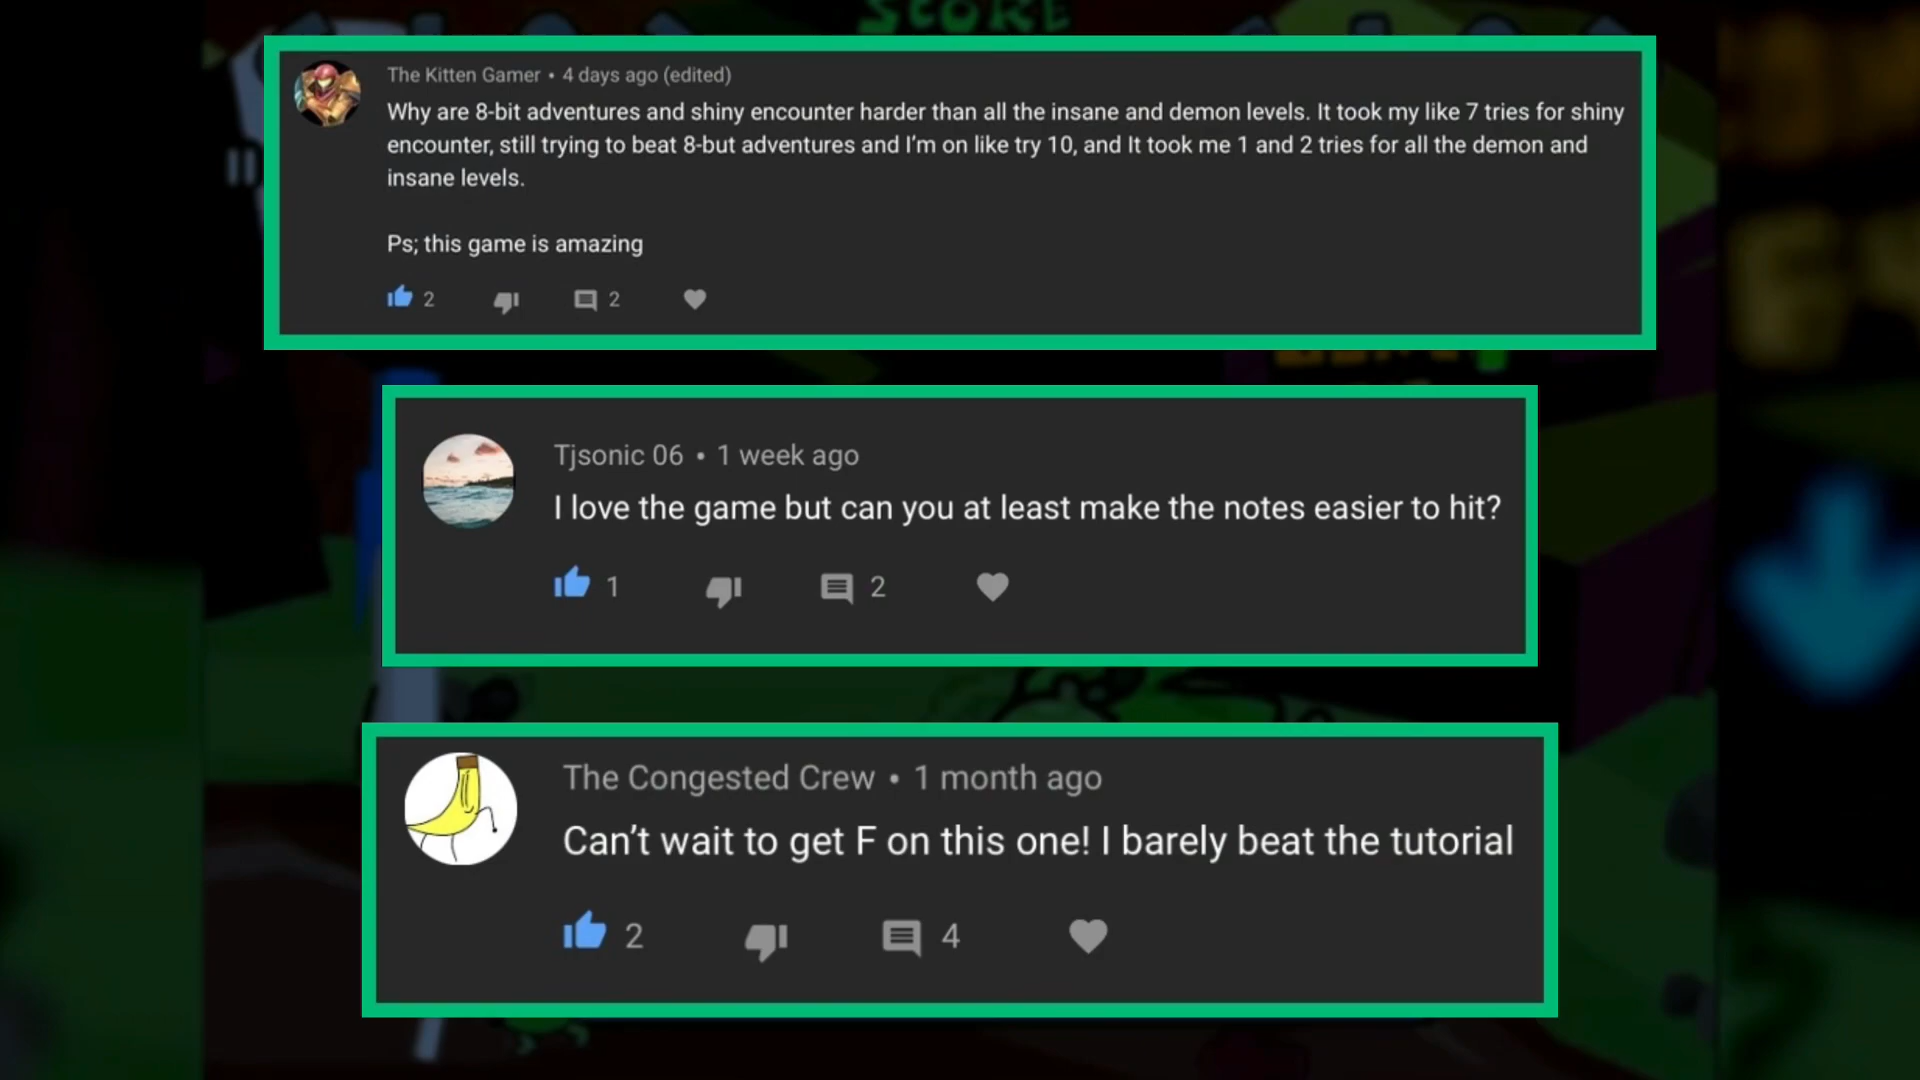 SCORE
The Kitten Gamer • 4 days ago (edited)
Why are 8-bit adventures and shiny encounter harder than all the insane and demon levels. It took my like 7 tries for shiny
encounter, still trying to beat 8-but adventures and I'm on like try 10, and It took me 1 and 2 tries for all the demon and
insane levels.
Ps; this game is amazing
2 2
Tjsonic 06 • 1 week ago
I love the game but can you at least make the notes easier to hit?
1 2
The Congested Crew • 1 month ago
Can't wait to get F on this one! I barely beat the tutorial
2 4